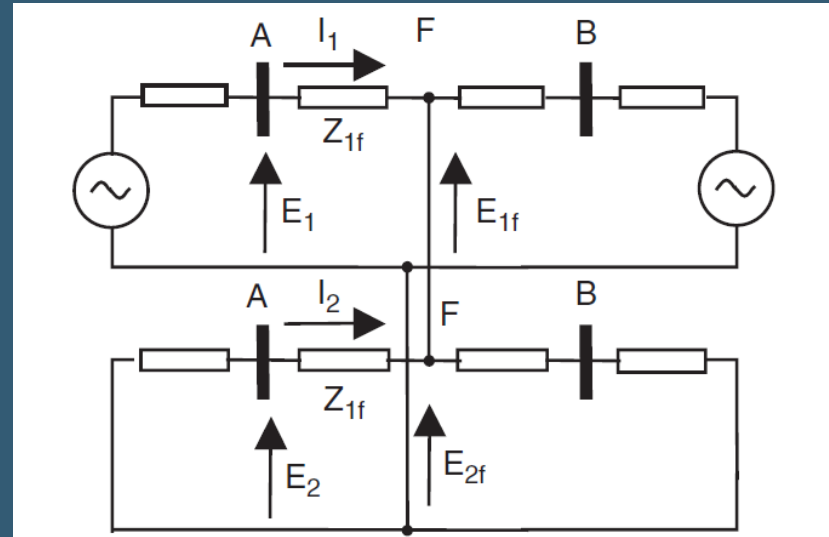 A I₁ F B
Z₁f
E₁ E₁f
A I₂ F B
Z₁f
E₂ E₂f